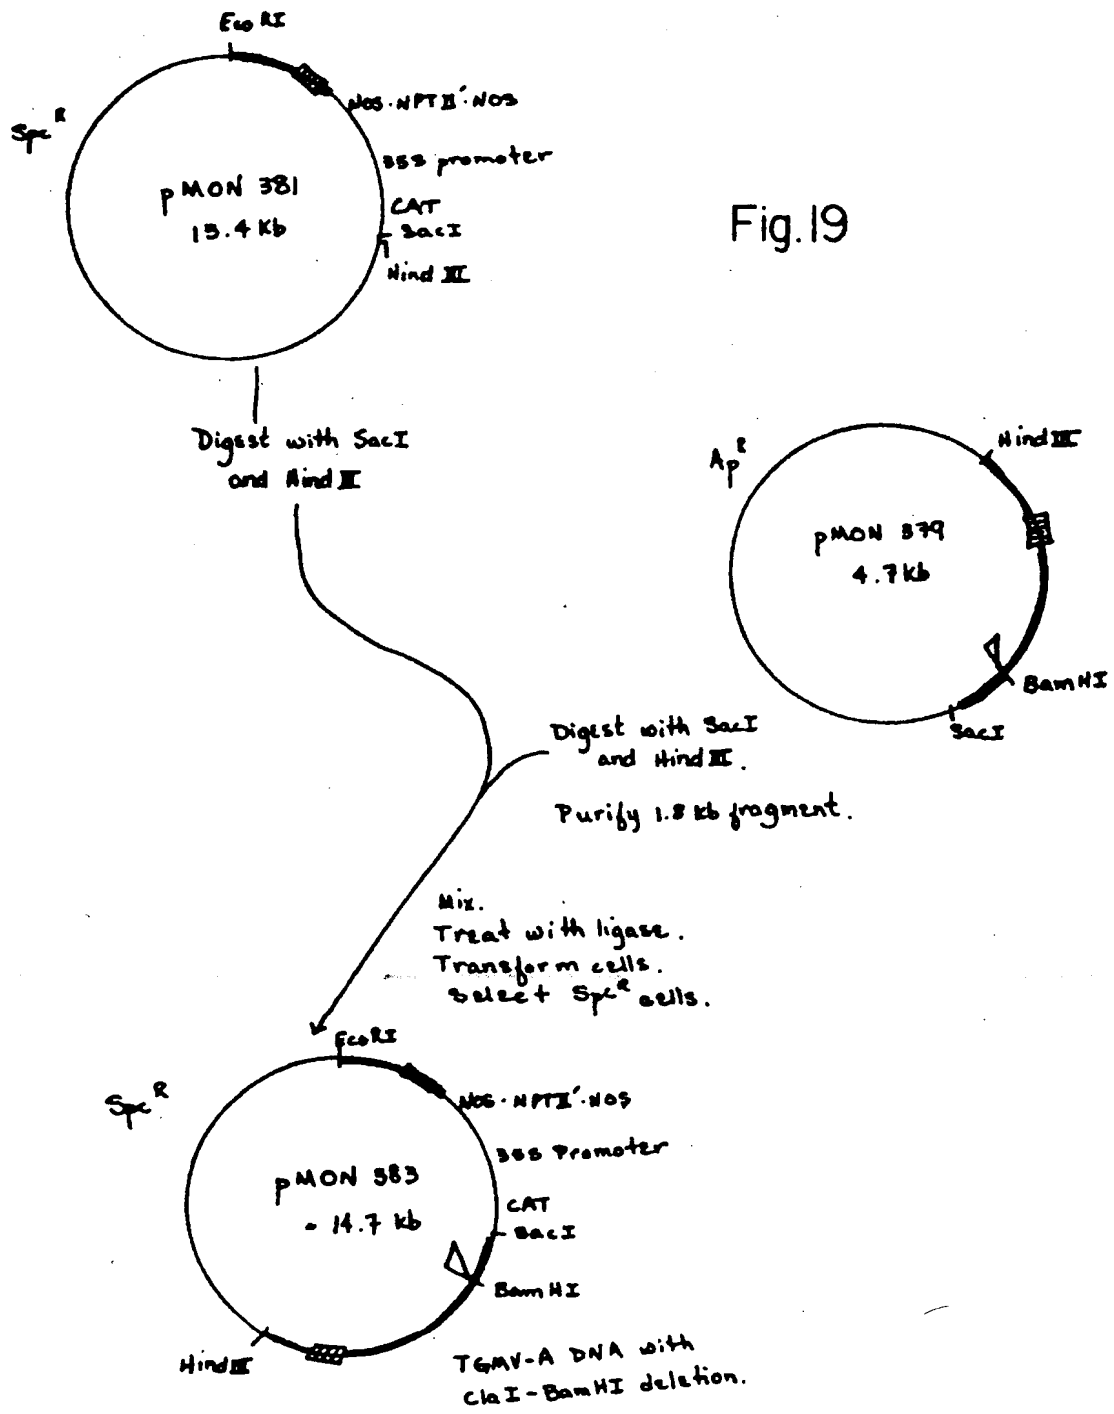 EcoRI
Spc^R
NOS·NPTII'·NOS
35S promoter
pMON 381
13.4 Kb
CAT
SacI
Hind III
Fig.19
Digest with SacI
and Hind III
Ap^R
Hind III
pMON 379
4.7 kb
BamHI
SacI
Digest with SacI
and Hind III.
Purify 1.8 kb fragment.
Mix.
Treat with ligase.
Transform cells.
Select Spc^R cells.
EcoRI
Spc^R
NOS·NPTII'·NOS
35S Promoter
pMON 383
~ 14.7 kb
CAT
SacI
BamHI
Hind III
TGMV-A DNA with
ClaI-BamHI deletion.